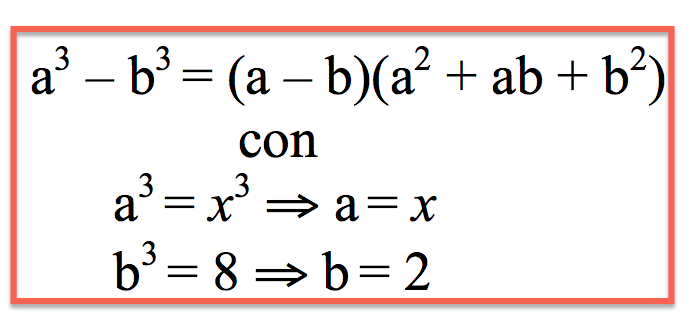 a³ – b³ = (a – b)(a² + ab + b²)
con
a³ = x³ ⇒ a = x
b³ = 8 ⇒ b = 2